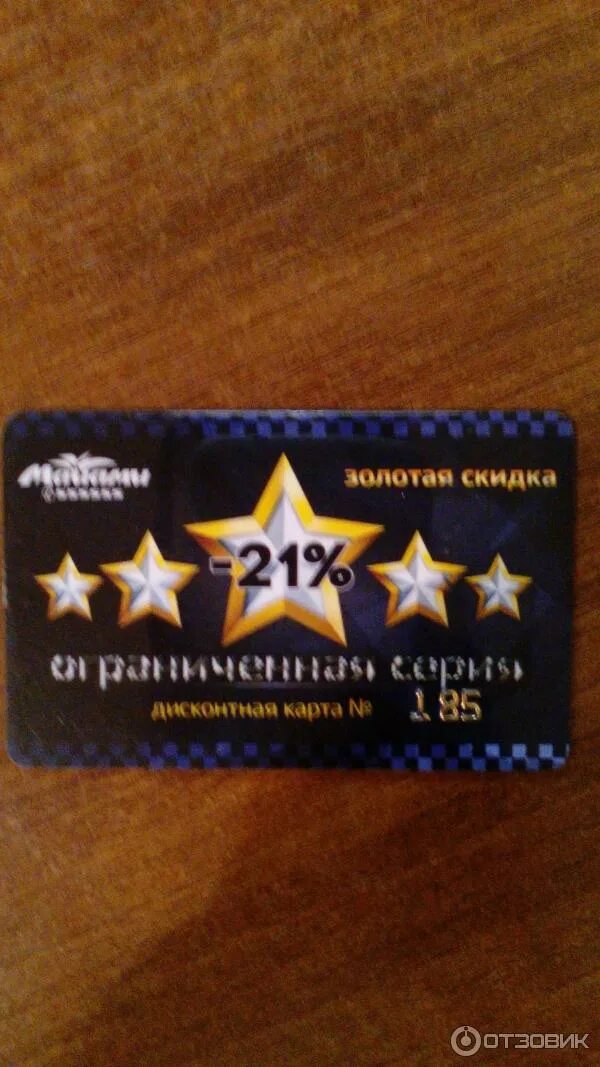 Майами
золотая скидка
-21%
ограниченная серия
дисконтная карта № 185
ОТЗОВИК